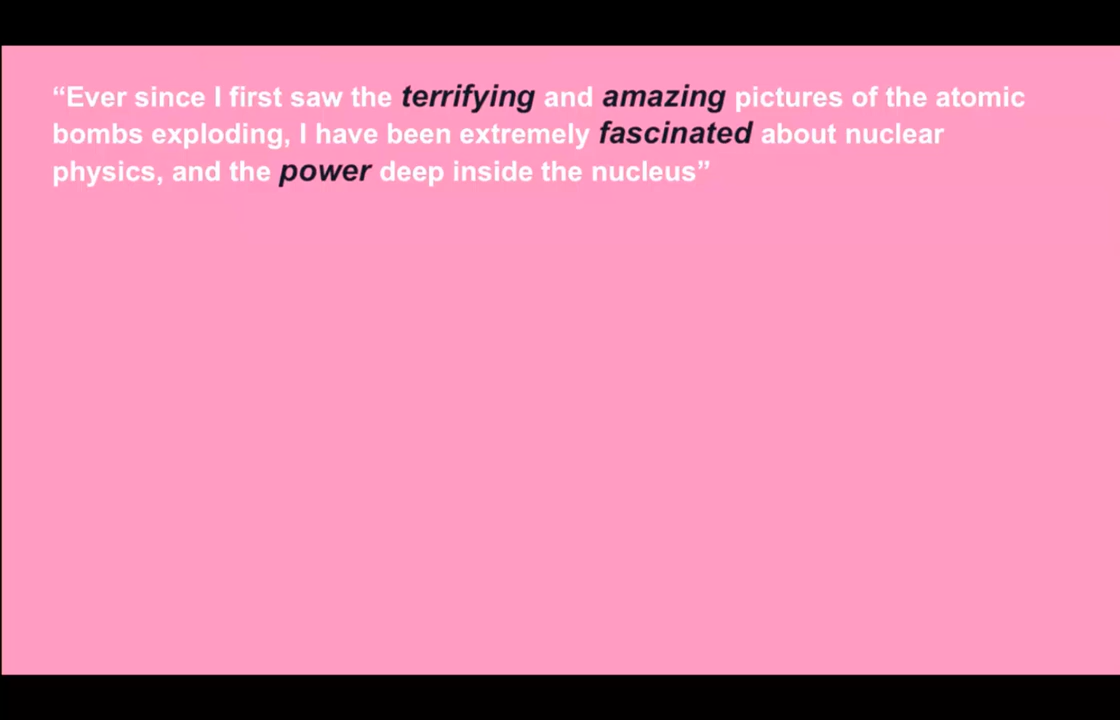 “Ever since I first saw the terrifying and amazing pictures of the atomic
bombs exploding, I have been extremely fascinated about nuclear
physics, and the power deep inside the nucleus”